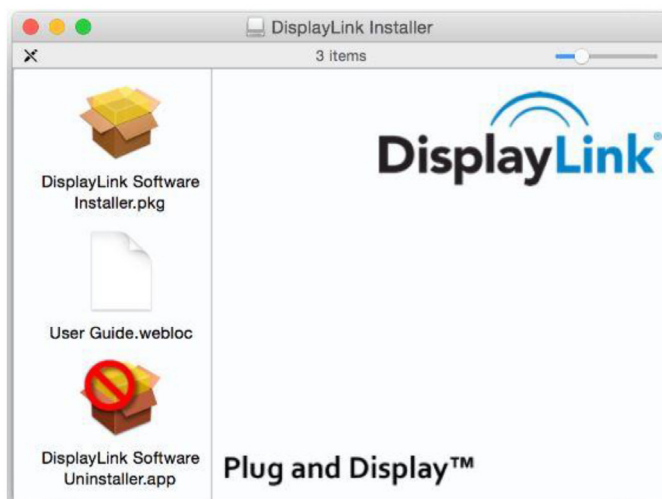 DisplayLink Installer
3 items
DisplayLink Software
Installer.pkg
User Guide.webloc
DisplayLink Software
Uninstaller.app
DisplayLink®
Plug and Display™